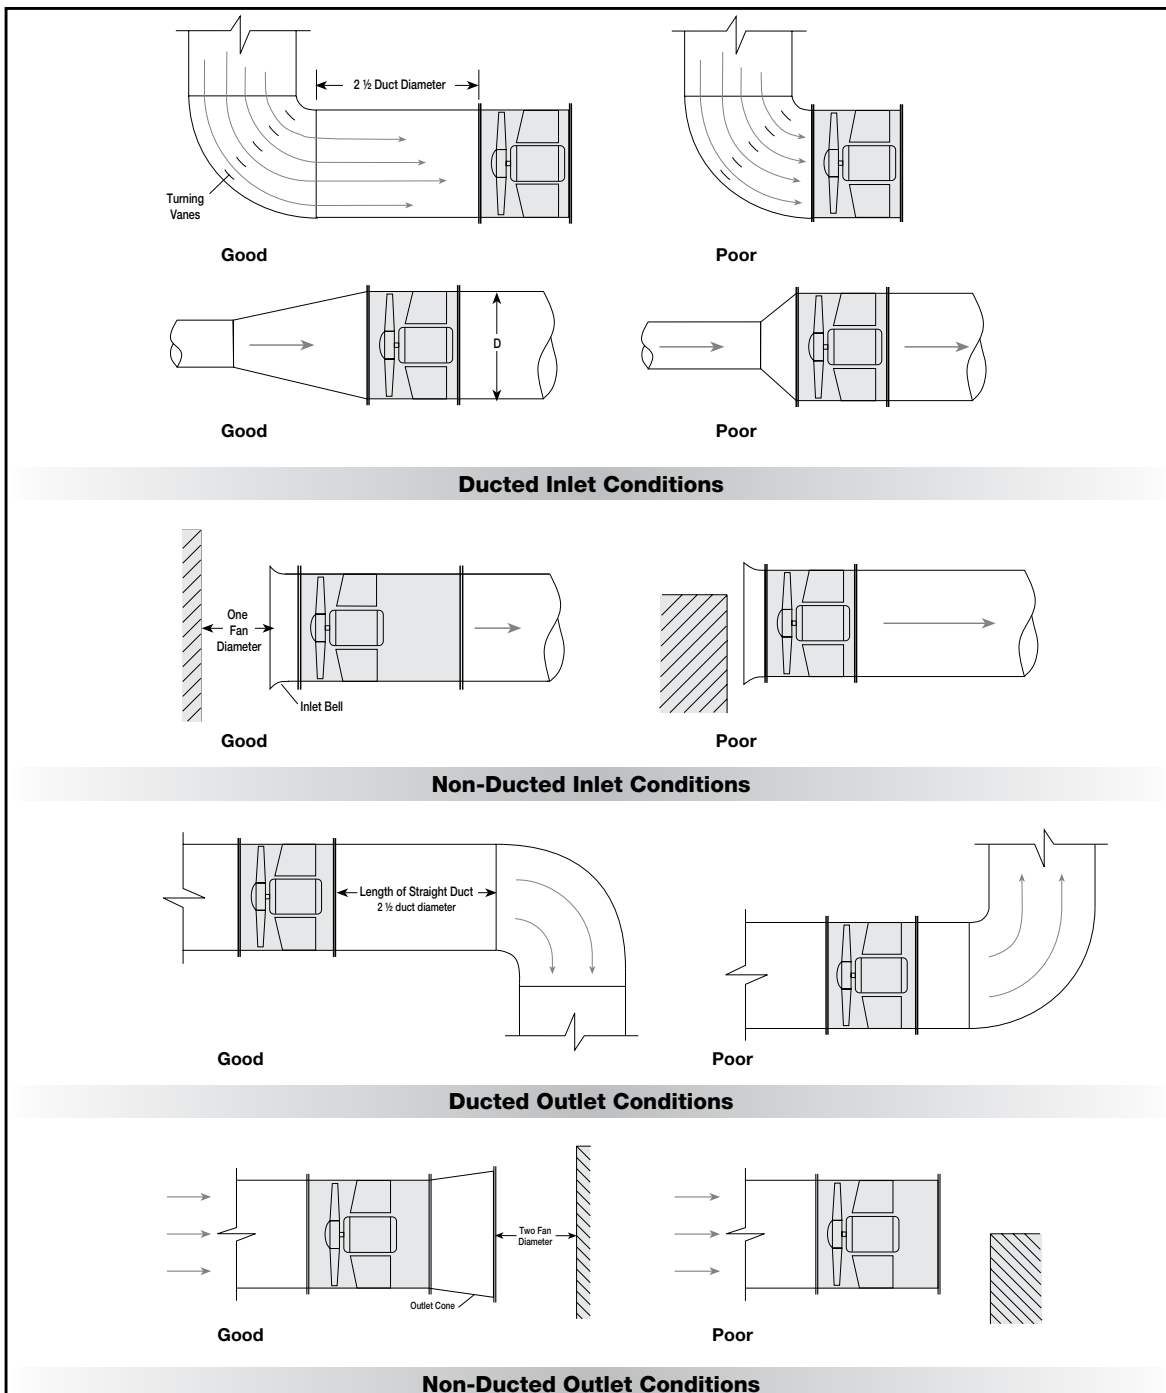 2 ½ Duct Diameter
Turning
Vanes
Good
Poor
D
Good
Poor
Ducted Inlet Conditions
One
Fan
Diameter
Inlet Bell
Good
Poor
Non-Ducted Inlet Conditions
Length of Straight Duct
2 ½ duct diameter
Good
Poor
Ducted Outlet Conditions
Two Fan
Diameter
Outlet Cone
Good
Poor
Non-Ducted Outlet Conditions